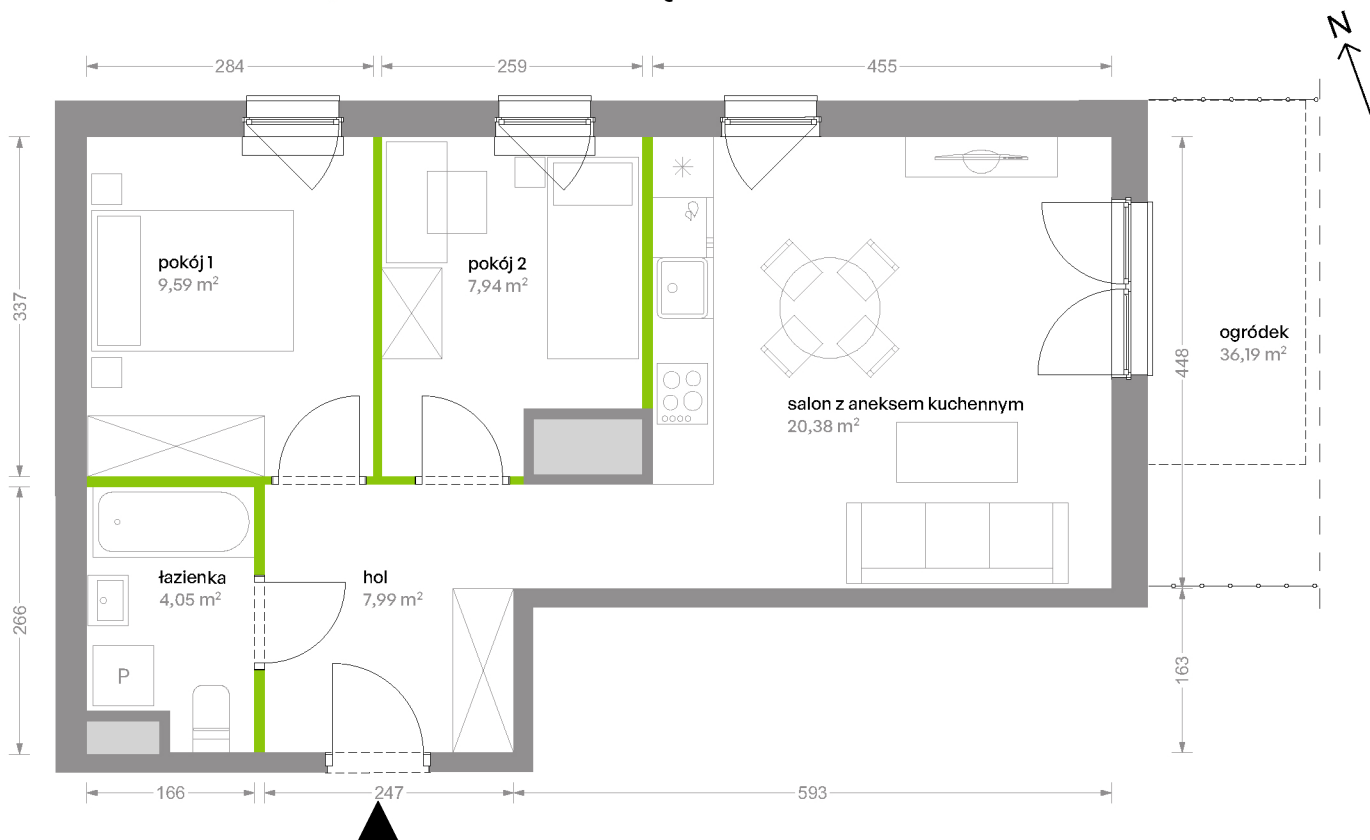 N
284
259
455
337
pokój 1
9,59 m²
pokój 2
7,94 m²
salon z aneksem kuchennym
20,38 m²
448
ogródek
36,19 m²
266
łazienka
4,05 m²
hol
7,99 m²
P
163
166
247
593